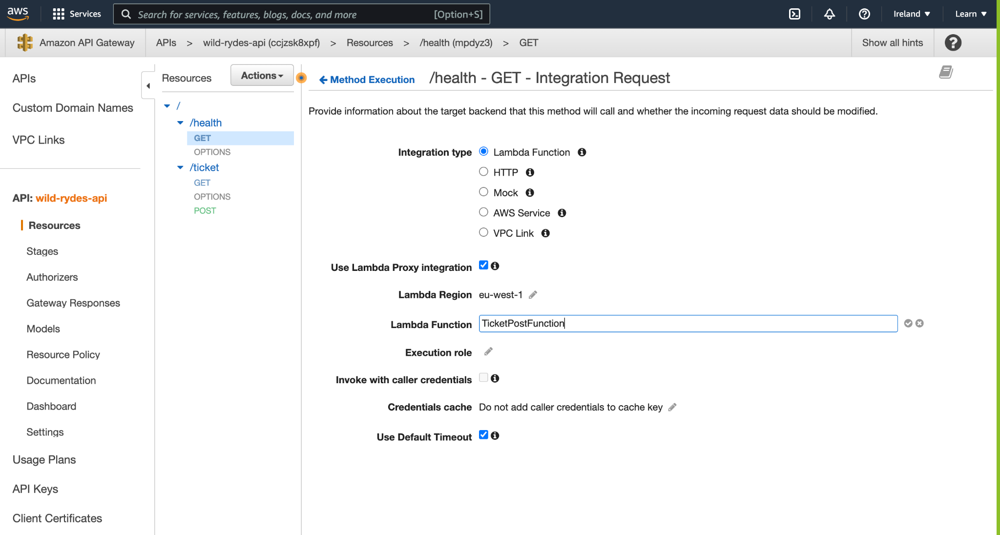 aws
Services
Search for services, features, blogs, docs, and more
[Option+S]
Ireland ▼
Learn ▼
Amazon API Gateway
APIs > wild-rydes-api (ccjzsk8xpf) > Resources > /health (mpdyz3) > GET
Show all hints
APIs
Custom Domain Names
VPC Links
API: wild-rydes-api
Resources
Stages
Authorizers
Gateway Responses
Models
Resource Policy
Documentation
Dashboard
Settings
Usage Plans
API Keys
Client Certificates
Resources
Actions
/
/health
GET
OPTIONS
/ticket
GET
OPTIONS
POST
Method Execution
/health - GET - Integration Request
Provide information about the target backend that this method will call and whether the incoming request data should be modified.
Integration type
Lambda Function
HTTP
Mock
AWS Service
VPC Link
Use Lambda Proxy integration
Lambda Region eu-west-1
Lambda Function TicketPostFunction
Execution role
Invoke with caller credentials
Credentials cache Do not add caller credentials to cache key
Use Default Timeout